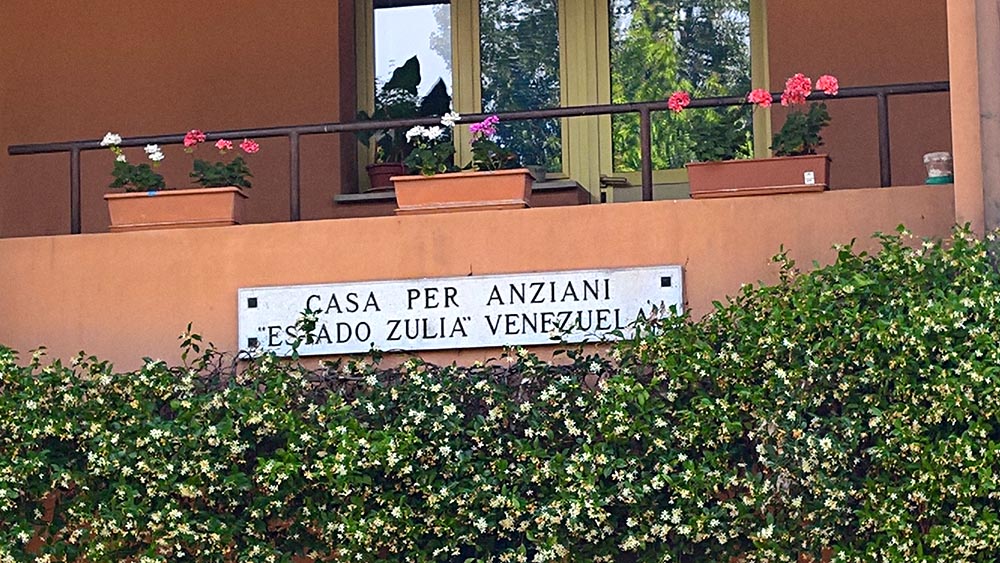 CASA PER ANZIANI
"ESTADO ZULIA" VENEZUELA